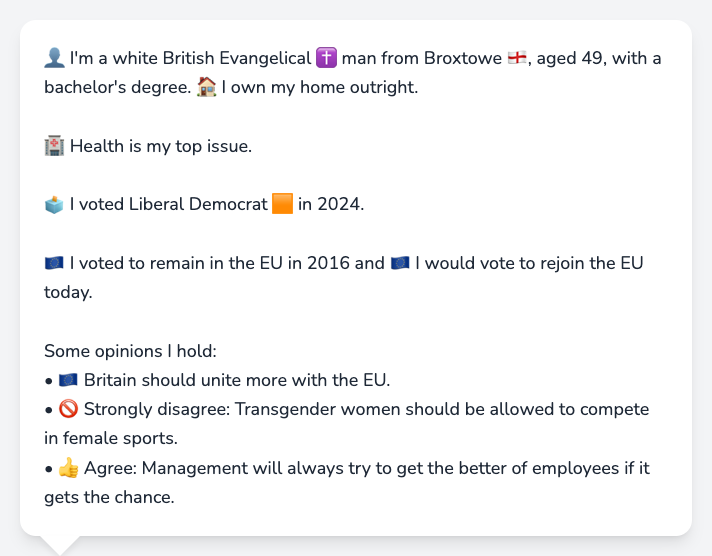 👤 I'm a white British Evangelical ✝️ man from Broxtowe 🏴󠁧󠁢󠁥󠁮󠁧󠁿, aged 49, with a
bachelor's degree. 🏠 I own my home outright.
🏥 Health is my top issue.
🗳️ I voted Liberal Democrat 🟧 in 2024.
🇪🇺 I voted to remain in the EU in 2016 and 🇪🇺 I would vote to rejoin the EU
today.
Some opinions I hold:
• 🇪🇺 Britain should unite more with the EU.
• 🚫 Strongly disagree: Transgender women should be allowed to compete
in female sports.
• 👍 Agree: Management will always try to get the better of employees if it
gets the chance.